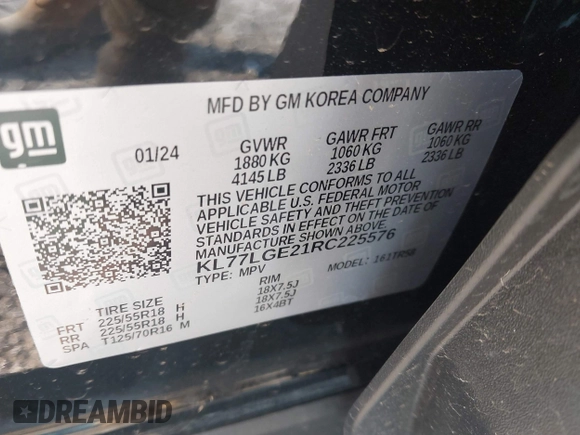 MFD BY GM KOREA COMPANY
gm
01/24
GVWR
1880 KG
4145 LB
GAWR FRT
1060 KG
2336 LB
GAWR RR
1060 KG
2336 LB
THIS VEHICLE CONFORMS TO ALL
APPLICABLE U.S. FEDERAL MOTOR
VEHICLE SAFETY AND THEFT PREVENTION
STANDARDS IN EFFECT ON THE DATE OF
MANUFACTURE SHOWN ABOVE.
KL77LGE21RC225576
TYPE: MPV
MODEL: 161TR58
TIRE SIZE
RIM
FRT 225/55R18 H 18X7.5J
RR 225/55R18 H 18X7.5J
SPA T125/70R16 M 16X4BT
DREAMBID